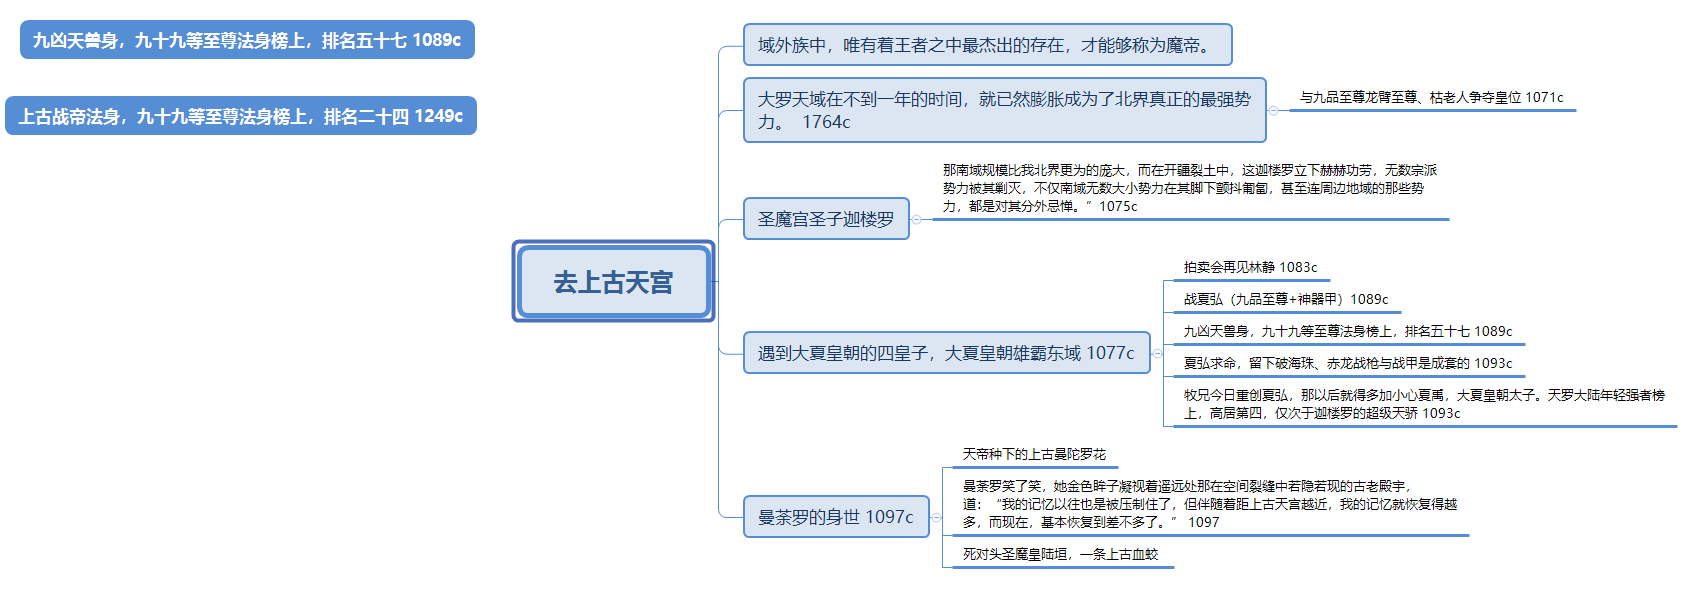 九凶天兽身，九十九等至尊法身榜上，排名五十七 1089c
上古战帝法身，九十九等至尊法身榜上，排名二十四 1249c
去上古天宫
域外族中，唯有着王者之中最杰出的存在，才能够称为魔帝。
大罗天域在不到一年的时间，就已然膨胀成为了北界真正的最强势
力。 1764c
与九品至尊龙臂至尊、枯老人争夺皇位 1071c
圣魔宫圣子迦楼罗
那南域规模比我北界更为的庞大，而在开疆裂土中，这迦楼罗立下赫赫功劳，无数宗派
势力被其剿灭，不仅南域无数大小势力在其脚下颤抖匍匐，甚至连周边地域的那些势
力，都是对其分外忌惮。”1075c
遇到大夏皇朝的四皇子，大夏皇朝雄霸东域 1077c
拍卖会再见林静 1083c
战夏弘（九品至尊+神器甲）1089c
九凶天兽身，九十九等至尊法身榜上，排名五十七 1089c
夏弘求命，留下破海珠、赤龙战枪与战甲是成套的 1093c
牧兄今日重创夏弘，那以后就得多加小心夏禹，大夏皇朝太子。天罗大陆年轻强者榜
上，高居第四，仅次于迦楼罗的超级天骄 1093c
曼荼罗的身世 1097c
天帝种下的上古曼陀罗花
曼荼罗笑了笑，她金色眸子凝视着遥远处那在空间裂缝中若隐若现的古老殿宇，
道：“我的记忆以往也是被压制住了，但伴随着距上古天宫越近，我的记忆就恢复得越
多，而现在，基本恢复到差不多了。” 1097
死对头圣魔皇陆垣，一条上古血蛟